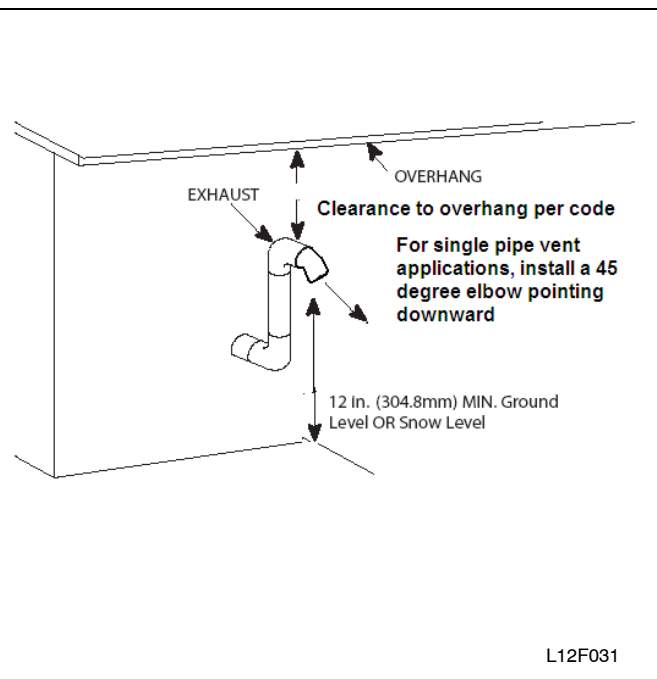 OVERHANG
EXHAUST
Clearance to overhang per code
For single pipe vent
applications, install a 45
degree elbow pointing
downward
12 in. (304.8mm) MIN. Ground
Level OR Snow Level
L12F031